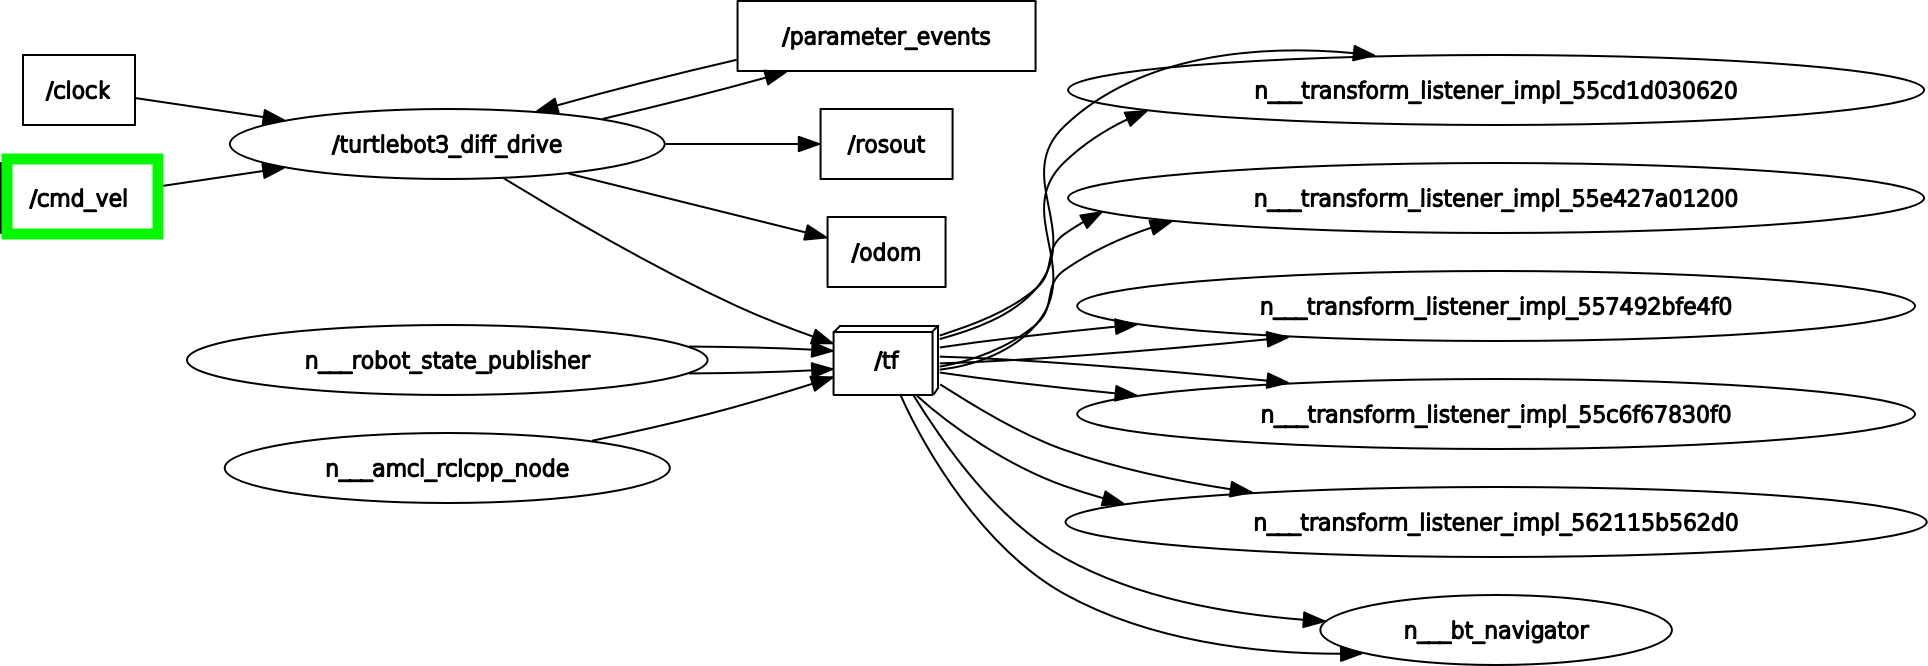 /parameter_events
/clock
n___transform_listener_impl_55cd1d030620
/turtlebot3_diff_drive
/rosout
/cmd_vel
n___transform_listener_impl_55e427a01200
/odom
n___transform_listener_impl_557492bfe4f0
n___robot_state_publisher
/tf
n___transform_listener_impl_55c6f67830f0
n___amcl_rclcpp_node
n___transform_listener_impl_562115b562d0
n___bt_navigator